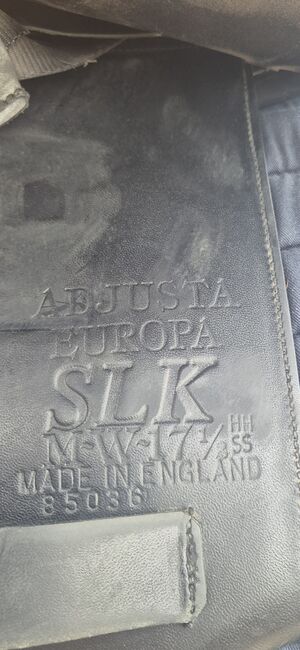 ADJUSTA
EUROPA
SLK
M-W-17½ HH SS
MADE IN ENGLAND
85036